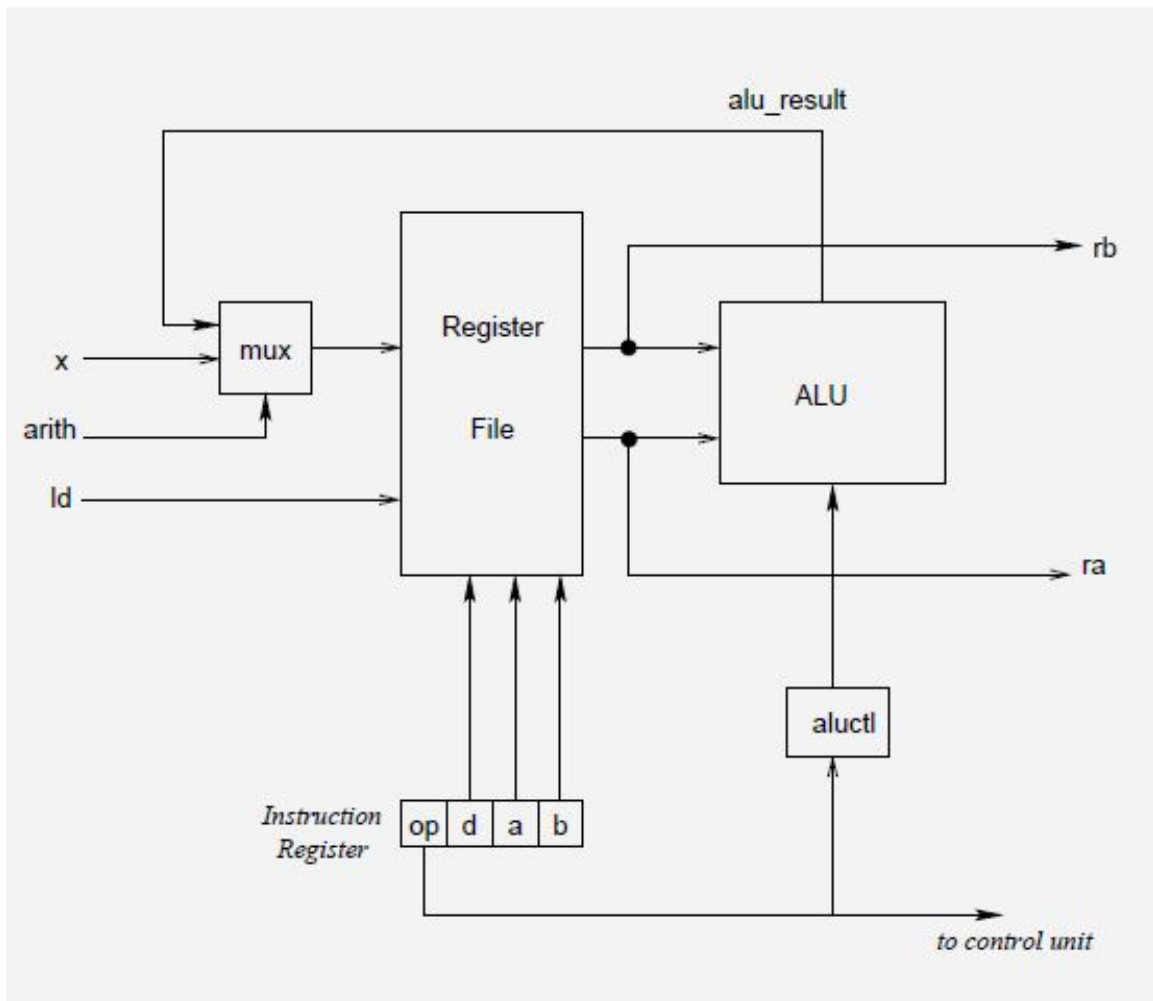 alu_result
rb
Register
mux
x
ALU
arith
File
ld
ra
aluctl
Instruction
Register
op d a b
to control unit